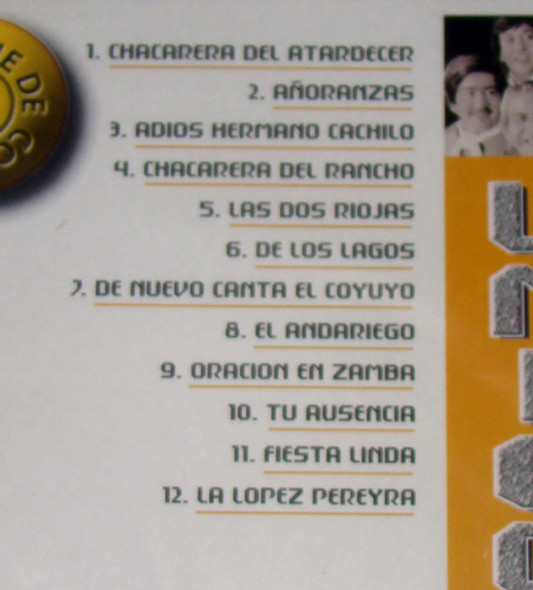 1. CHACARERA DEL ATARDECER
2. AÑORANZAS
3. ADIOS HERMANO CACHILO
4. CHACARERA DEL RANCHO
5. LAS DOS RIOJAS
6. DE LOS LAGOS
7. DE NUEVO CANTA EL COYUYO
8. EL ANDARIEGO
9. ORACION EN ZAMBA
10. TU AUSENCIA
11. FIESTA LINDA
12. LA LOPEZ PEREYRA
DE